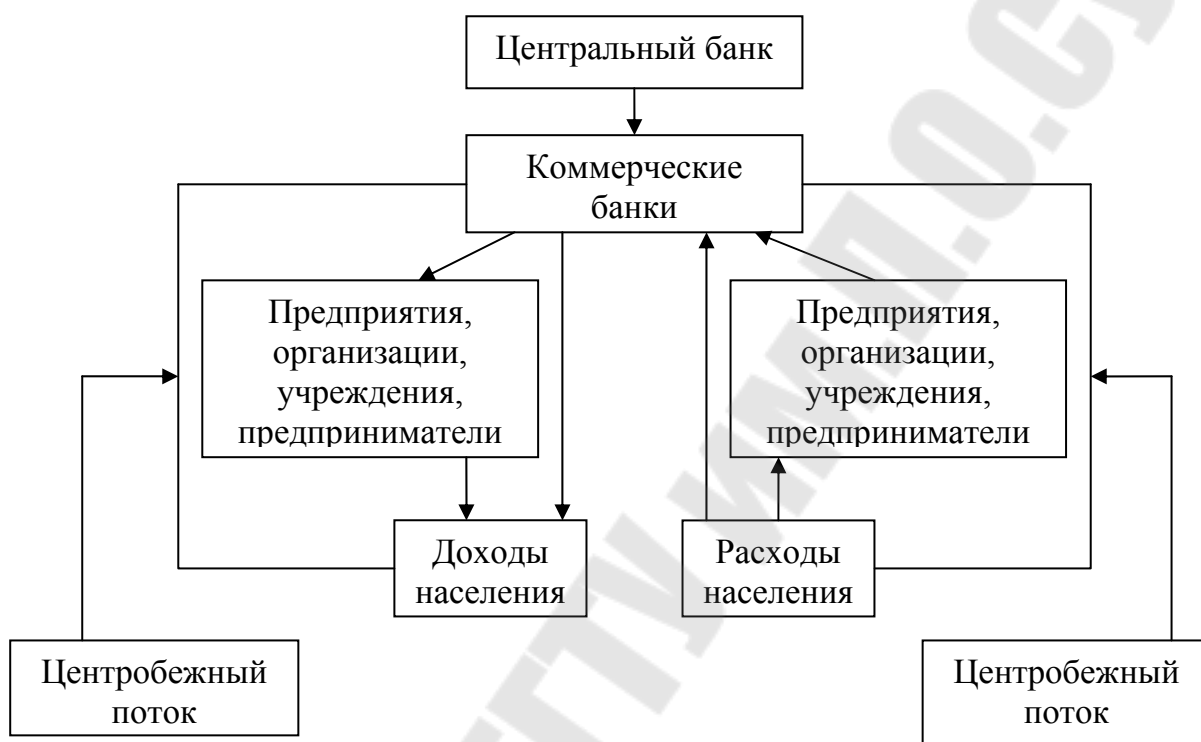 Центральный банк
Коммерческие
банки
Предприятия,
организации,
учреждения,
предприниматели
Предприятия,
организации,
учреждения,
предприниматели
Доходы
населения
Расходы
населения
Центробежный
поток
Центробежный
поток